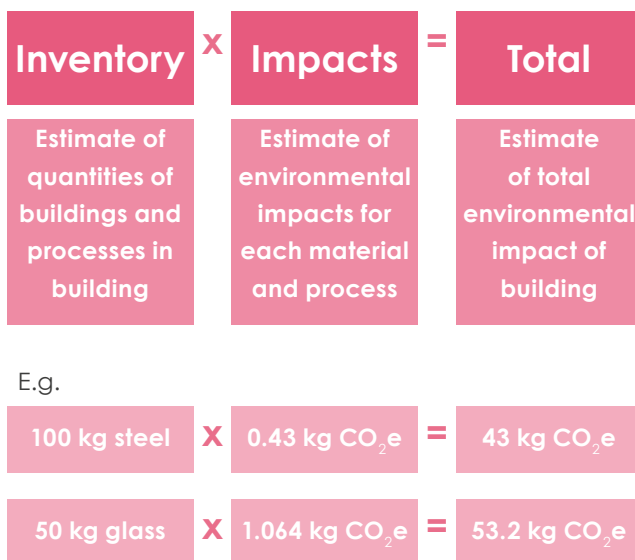 Inventory x Impacts = Total
Estimate of
quantities of
buildings and
processes in
building
Estimate of
environmental
impacts for
each material
and process
Estimate
of total
environmental
impact of
building
E.g.
100 kg steel x 0.43 kg CO₂e = 43 kg CO₂e
50 kg glass x 1.064 kg CO₂e = 53.2 kg CO₂e